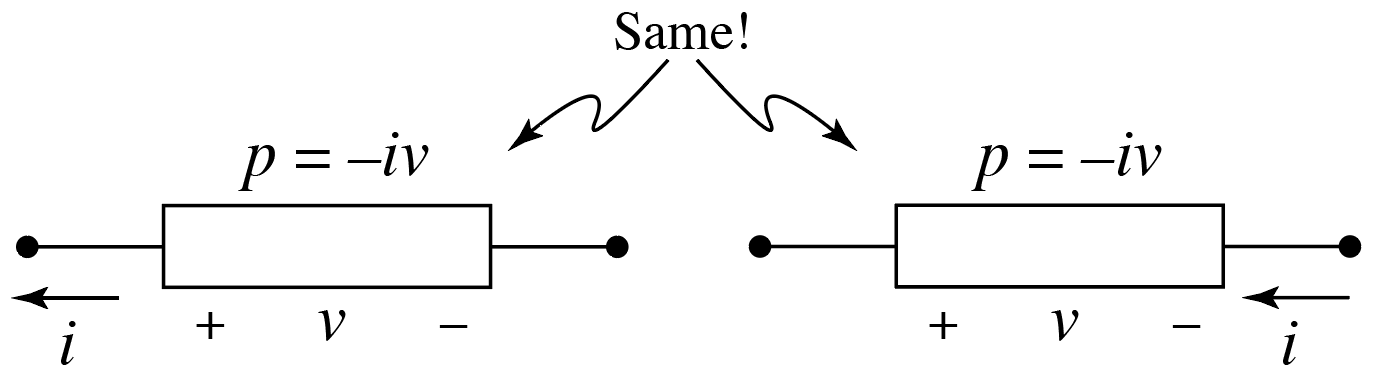 Same!
p = –iv
p = –iv
+ v –
+ v –
i
i